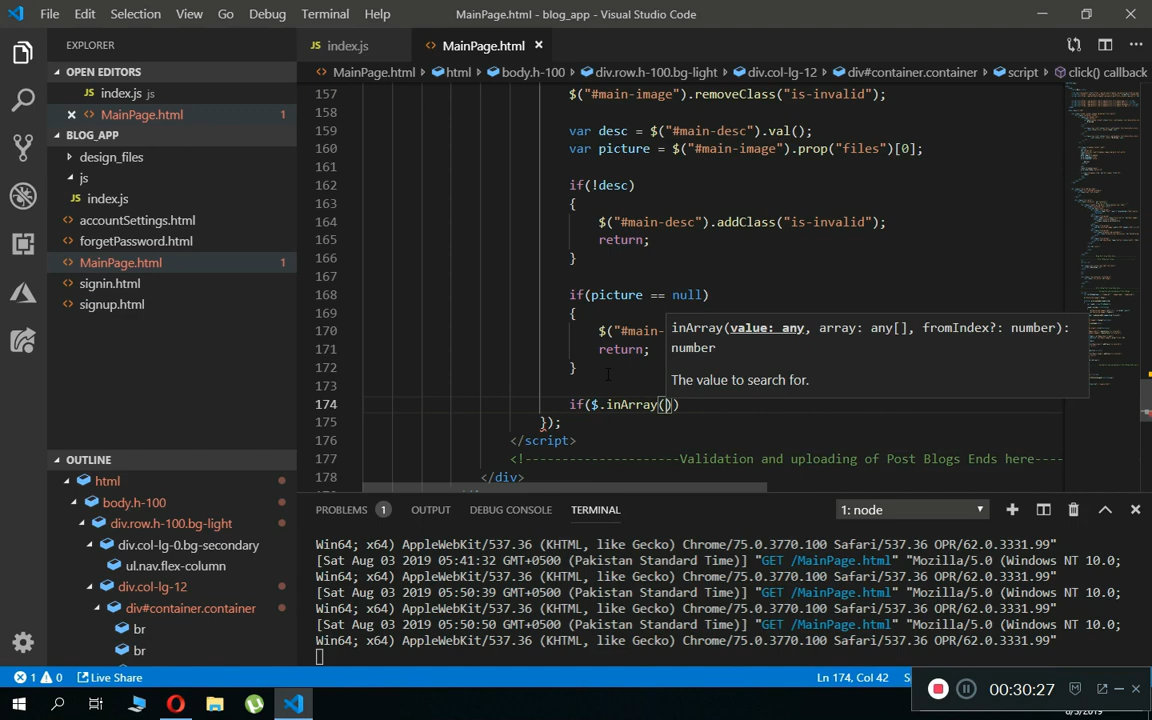 File Edit Selection View Go Debug Terminal Help MainPage.html - blog_app - Visual Studio Code
EXPLORER
JS index.js <> MainPage.html
MainPage.html html body.h-100 div.row.h-100.bg-light div.col-lg-12 div#container.container script click() callback
OPEN EDITORS
JS index.js js
<> MainPage.html 1
BLOG_APP
design_files
js
JS index.js
<> accountSettings.html
<> forgetPassword.html
<> MainPage.html 1
<> signin.html
<> signup.html
157 $("#main-image").removeClass("is-invalid");
158
159 var desc = $("#main-desc").val();
160 var picture = $("#main-image").prop("files")[0];
161
162 if(!desc)
163 {
164 $("#main-desc").addClass("is-invalid");
165 return;
166 }
167
168 if(picture == null)
169 {
170 $("#main-
171 return;
172 }
173
174 if($.inArray())
175 });
176 </script>
177 <!---------------------Validation and uploading of Post Blogs Ends here----
178 </div>
inArray(value: any, array: any[], fromIndex?: number):
number
The value to search for.
OUTLINE
html
body.h-100
div.row.h-100.bg-light
div.col-lg-0.bg-secondary
ul.nav.flex-column
div.col-lg-12
div#container.container
br
br
PROBLEMS 1 OUTPUT DEBUG CONSOLE TERMINAL 1: node
Win64; x64) AppleWebKit/537.36 (KHTML, like Gecko) Chrome/75.0.3770.100 Safari/537.36 OPR/62.0.3331.99"
[Sat Aug 03 2019 05:41:32 GMT+0500 (Pakistan Standard Time)] "GET /MainPage.html" "Mozilla/5.0 (Windows NT 10.0;
Win64; x64) AppleWebKit/537.36 (KHTML, like Gecko) Chrome/75.0.3770.100 Safari/537.36 OPR/62.0.3331.99"
[Sat Aug 03 2019 05:50:39 GMT+0500 (Pakistan Standard Time)] "GET /MainPage.html" "Mozilla/5.0 (Windows NT 10.0;
Win64; x64) AppleWebKit/537.36 (KHTML, like Gecko) Chrome/75.0.3770.100 Safari/537.36 OPR/62.0.3331.99"
[Sat Aug 03 2019 05:50:50 GMT+0500 (Pakistan Standard Time)] "GET /MainPage.html" "Mozilla/5.0 (Windows NT 10.0;
Win64; x64) AppleWebKit/537.36 (KHTML, like Gecko) Chrome/75.0.3770.100 Safari/537.36 OPR/62.0.3331.99"
1 0 Live Share Ln 174, Col 42
00:30:27